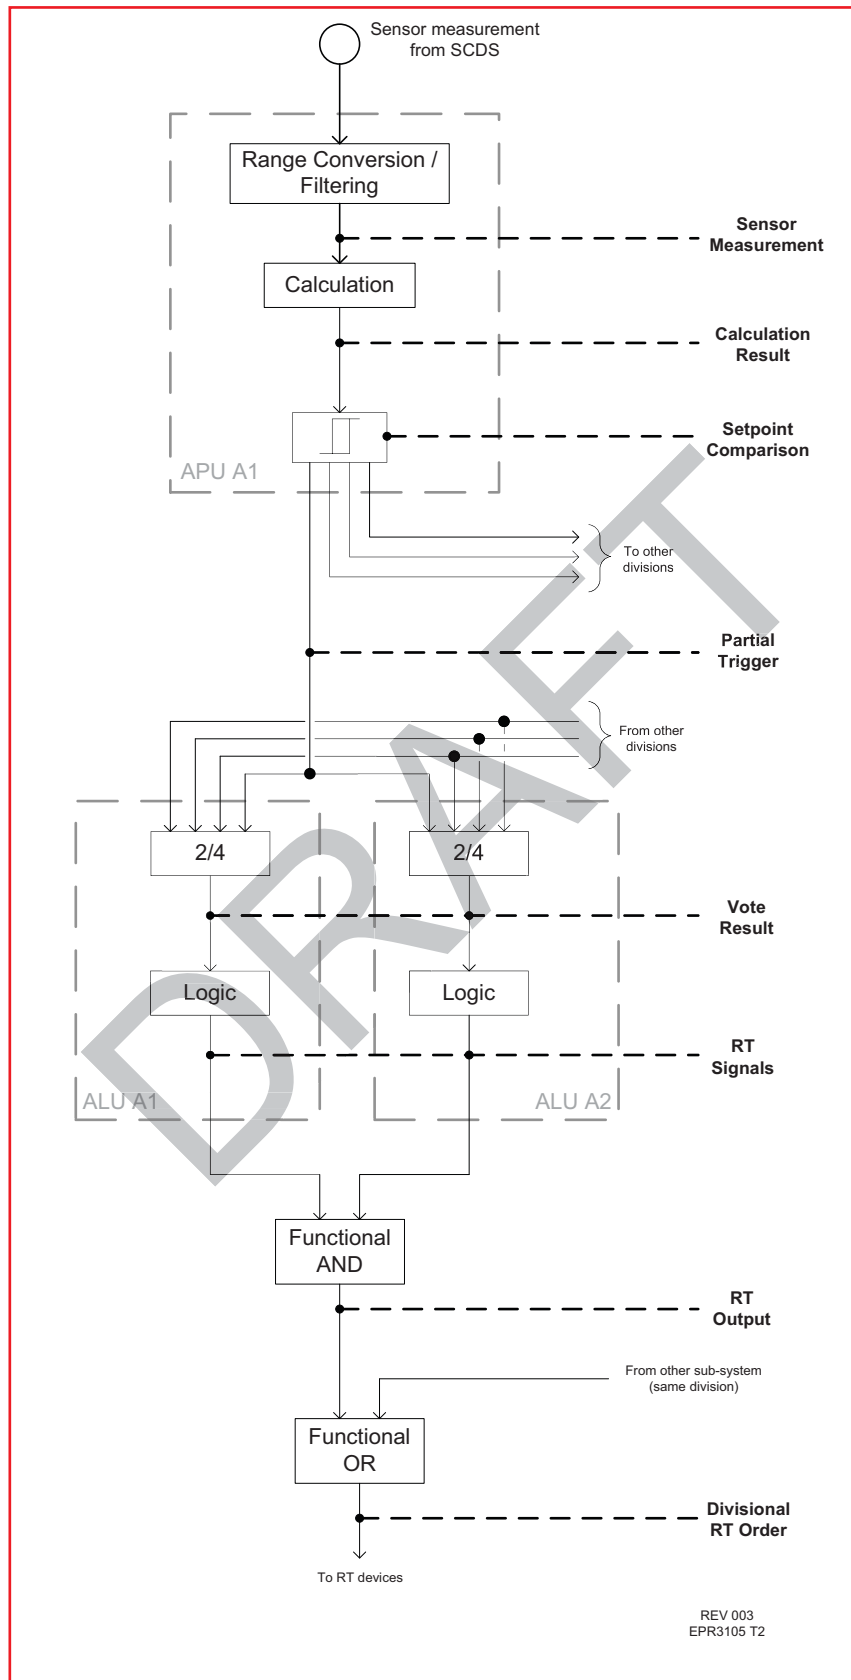 Sensor measurement
from SCDS
Range Conversion /
Filtering
Sensor
Measurement
Calculation
Calculation
Result
Setpoint
Comparison
APU A1
To other
divisions
Partial
Trigger
From other
divisions
2/4
2/4
Vote
Result
Logic
Logic
RT
Signals
ALU A1
ALU A2
Functional
AND
RT
Output
From other sub-system
(same division)
Functional
OR
Divisional
RT Order
To RT devices
REV 003
EPR3105 T2
DRAFT